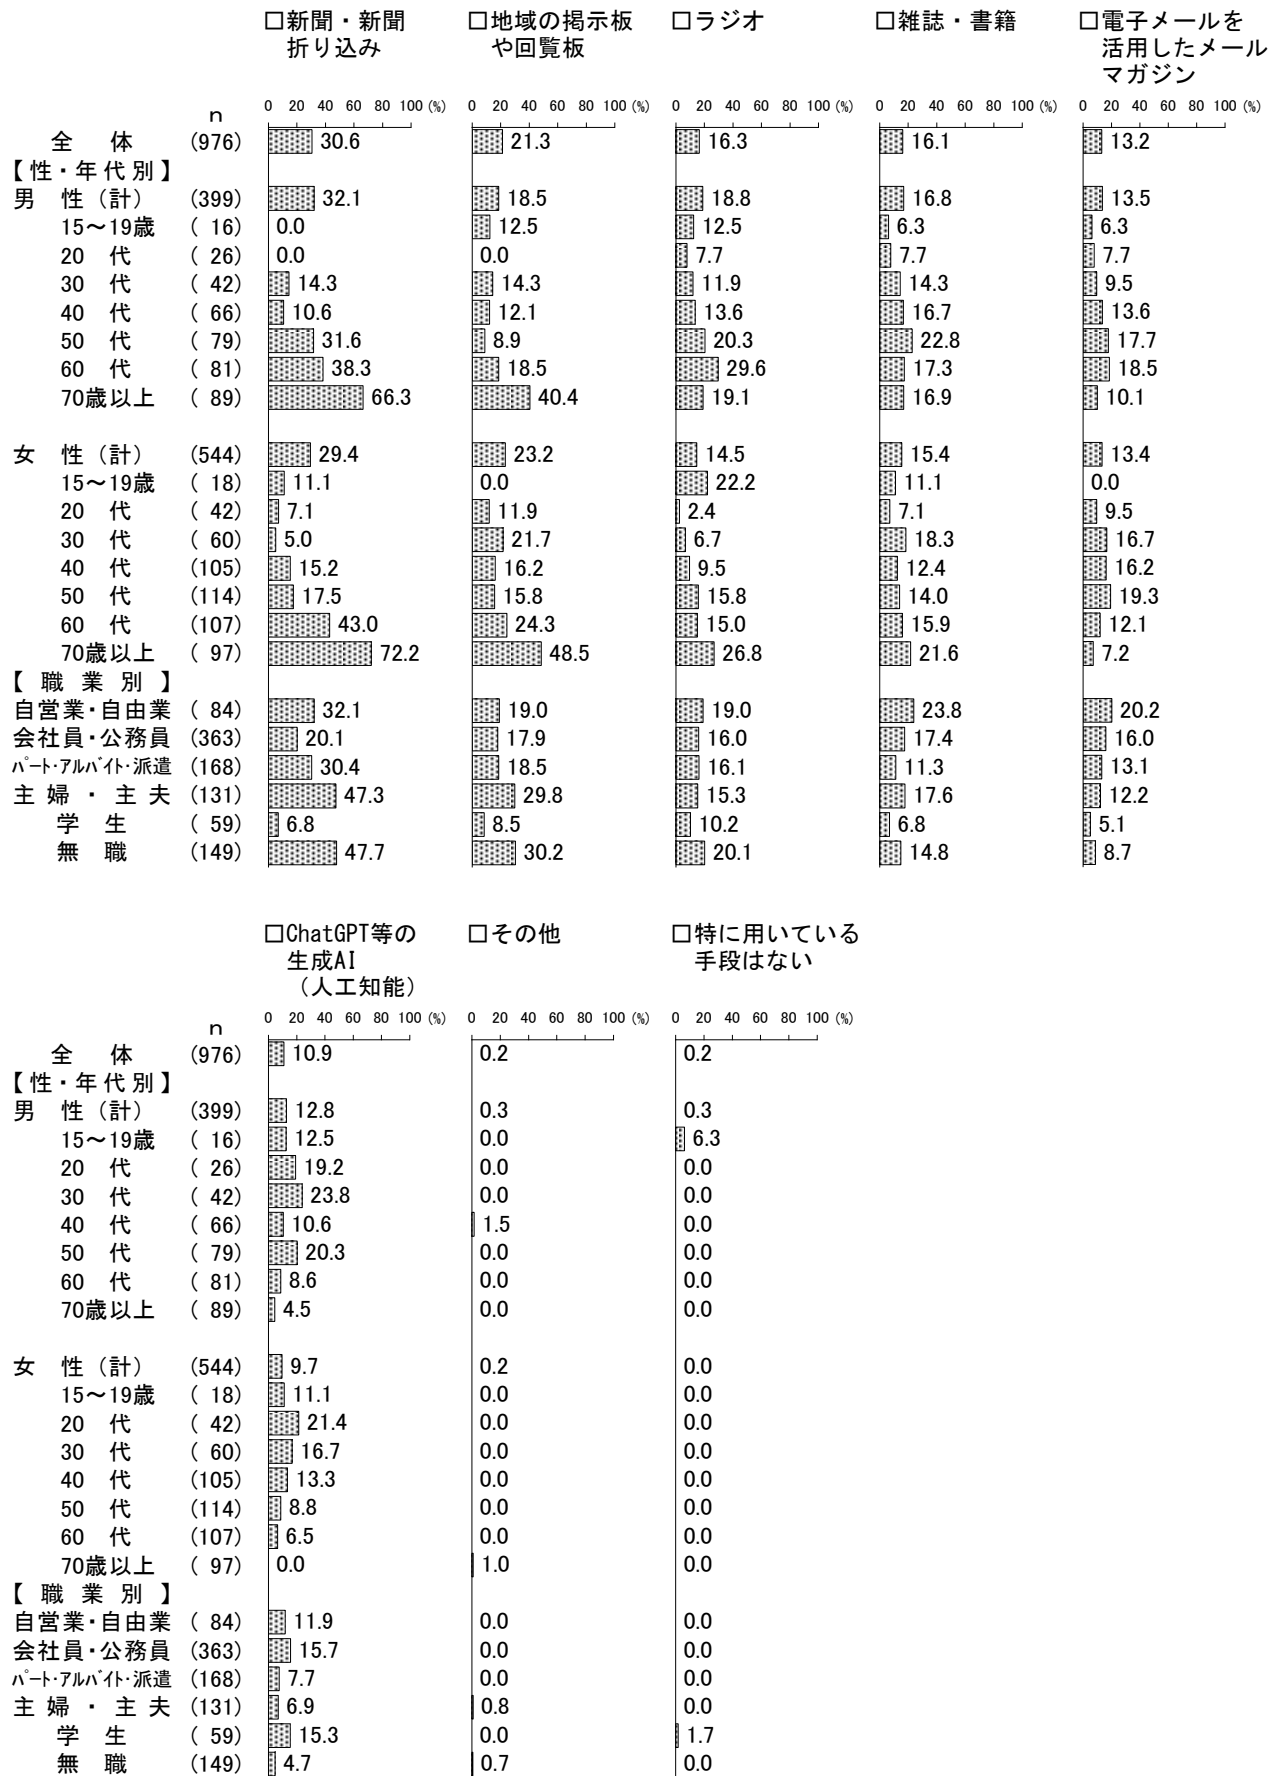 □新聞・新聞 □地域の掲示板 □ラジオ □雑誌・書籍 □電子メールを
折り込み や回覧板 活用したメール
マガジン
n 0 20 40 60 80 100 (%) 0 20 40 60 80 100 (%) 0 20 40 60 80 100 (%) 0 20 40 60 80 100 (%) 0 20 40 60 80 100 (%)
全 体 (976) 30.6 21.3 16.3 16.1 13.2
【性・年代別】
男 性（計） (399) 32.1 18.5 18.8 16.8 13.5
15～19歳 ( 16) 0.0 12.5 12.5 6.3 6.3
20 代 ( 26) 0.0 0.0 7.7 7.7 7.7
30 代 ( 42) 14.3 14.3 11.9 14.3 9.5
40 代 ( 66) 10.6 12.1 13.6 16.7 13.6
50 代 ( 79) 31.6 8.9 20.3 22.8 17.7
60 代 ( 81) 38.3 18.5 29.6 17.3 18.5
70歳以上 ( 89) 66.3 40.4 19.1 16.9 10.1
女 性（計） (544) 29.4 23.2 14.5 15.4 13.4
15～19歳 ( 18) 11.1 0.0 22.2 11.1 0.0
20 代 ( 42) 7.1 11.9 2.4 7.1 9.5
30 代 ( 60) 5.0 21.7 6.7 18.3 16.7
40 代 (105) 15.2 16.2 9.5 12.4 16.2
50 代 (114) 17.5 15.8 15.8 14.0 19.3
60 代 (107) 43.0 24.3 15.0 15.9 12.1
70歳以上 ( 97) 72.2 48.5 26.8 21.6 7.2
【 職 業 別 】
自営業・自由業 ( 84) 32.1 19.0 19.0 23.8 20.2
会社員・公務員 (363) 20.1 17.9 16.0 17.4 16.0
ﾊﾟｰﾄ・ｱﾙﾊﾞｲﾄ・派遣 (168) 30.4 18.5 16.1 11.3 13.1
主 婦 ・ 主 夫 (131) 47.3 29.8 15.3 17.6 12.2
学 生 ( 59) 6.8 8.5 10.2 6.8 5.1
無 職 (149) 47.7 30.2 20.1 14.8 8.7
□ChatGPT等の □その他 □特に用いている
生成AI 手段はない
（人工知能）
n 0 20 40 60 80 100 (%) 0 20 40 60 80 100 (%) 0 20 40 60 80 100 (%)
全 体 (976) 10.9 0.2 0.2
【性・年代別】
男 性（計） (399) 12.8 0.3 0.3
15～19歳 ( 16) 12.5 0.0 6.3
20 代 ( 26) 19.2 0.0 0.0
30 代 ( 42) 23.8 0.0 0.0
40 代 ( 66) 10.6 1.5 0.0
50 代 ( 79) 20.3 0.0 0.0
60 代 ( 81) 8.6 0.0 0.0
70歳以上 ( 89) 4.5 0.0 0.0
女 性（計） (544) 9.7 0.2 0.0
15～19歳 ( 18) 11.1 0.0 0.0
20 代 ( 42) 21.4 0.0 0.0
30 代 ( 60) 16.7 0.0 0.0
40 代 (105) 13.3 0.0 0.0
50 代 (114) 8.8 0.0 0.0
60 代 (107) 6.5 0.0 0.0
70歳以上 ( 97) 0.0 1.0 0.0
【 職 業 別 】
自営業・自由業 ( 84) 11.9 0.0 0.0
会社員・公務員 (363) 15.7 0.0 0.0
ﾊﾟｰﾄ・ｱﾙﾊﾞｲﾄ・派遣 (168) 7.7 0.0 0.0
主 婦 ・ 主 夫 (131) 6.9 0.8 0.0
学 生 ( 59) 15.3 0.0 1.7
無 職 (149) 4.7 0.7 0.0